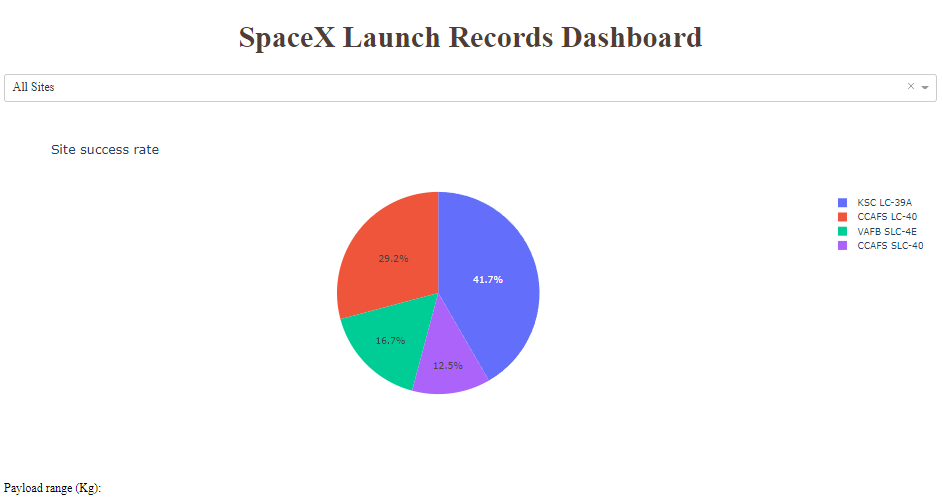 SpaceX Launch Records Dashboard
All Sites
Site success rate
KSC LC-39A
CCAFS LC-40
VAFB SLC-4E
CCAFS SLC-40
29.2%
41.7%
16.7%
12.5%
Payload range (Kg):